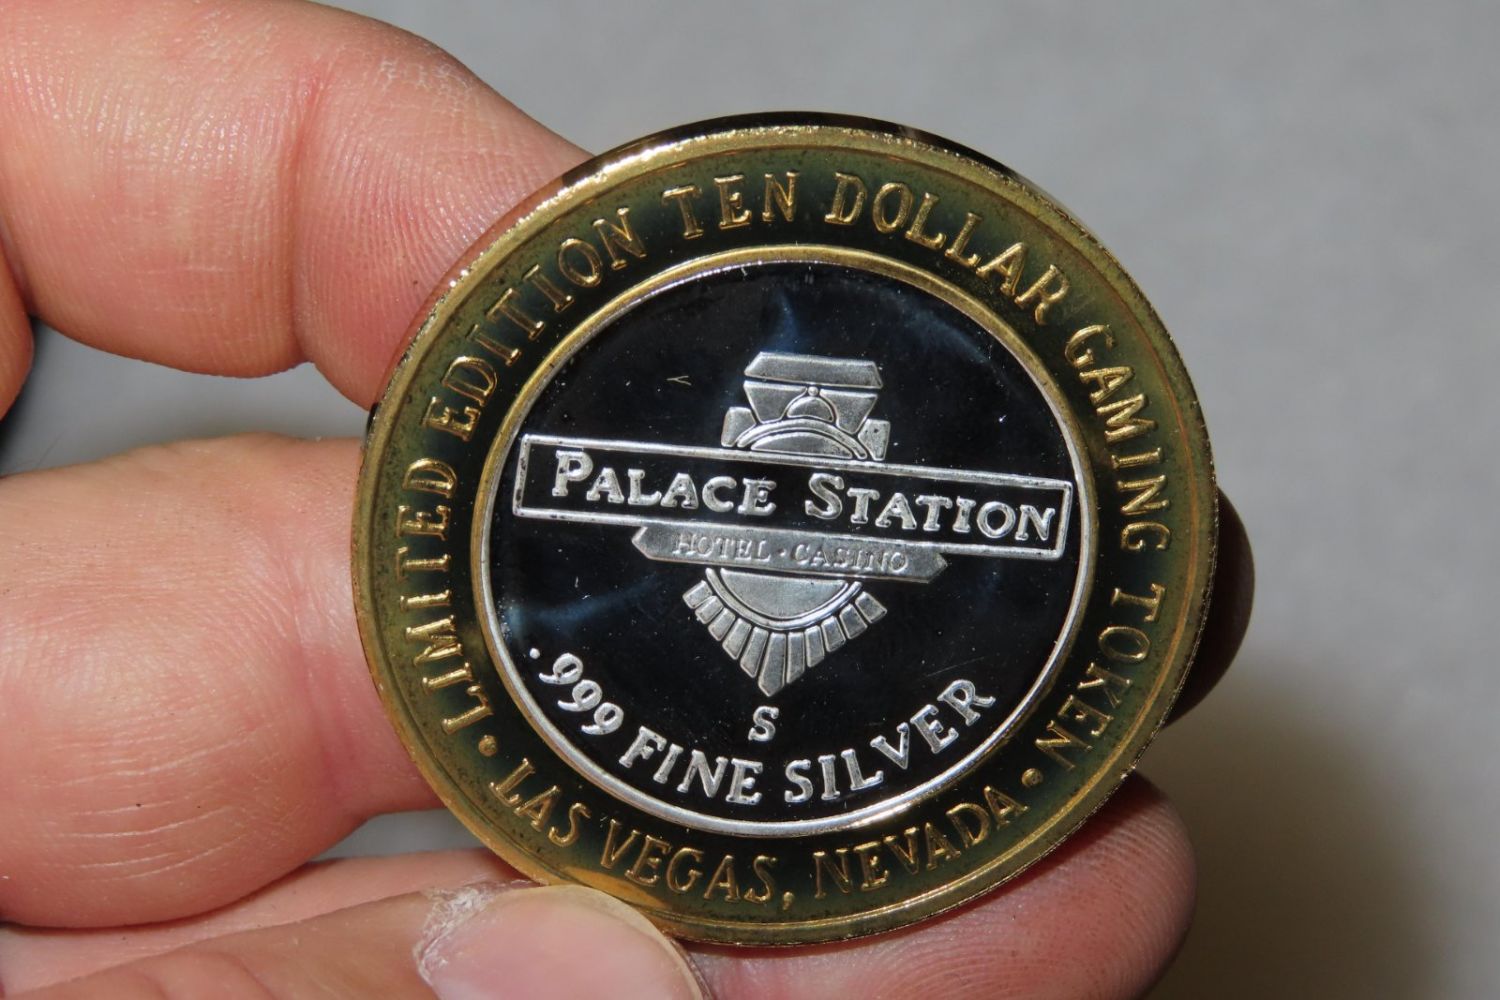 LIMITED EDITION TEN DOLLAR GAMING TOKEN
PALACE STATION
HOTEL · CASINO
S
.999 FINE SILVER
• LAS VEGAS, NEVADA •